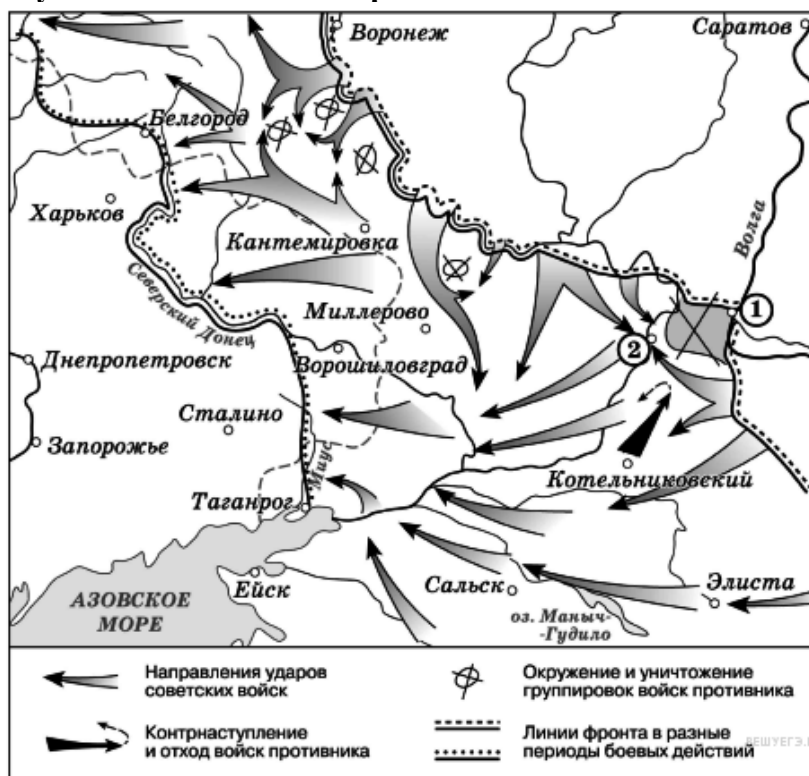 Воронеж
Саратов
Белгород
Волга
Харьков
Кантемировка
Северский Донец
Миллерово
1
2
Днепропетровск
Ворошиловград
Сталино
Запорожье
Миус
Котельниковский
Таганрог
Ейск
Сальск
Элиста
АЗОВСКОЕ
МОРЕ
оз. Маныч-
-Гудило
Направления ударов
советских войск
Окружение и уничтожение
группировок войск противника
Контрнаступление
и отход войск противника
Линии фронта в разные
периоды боевых действий